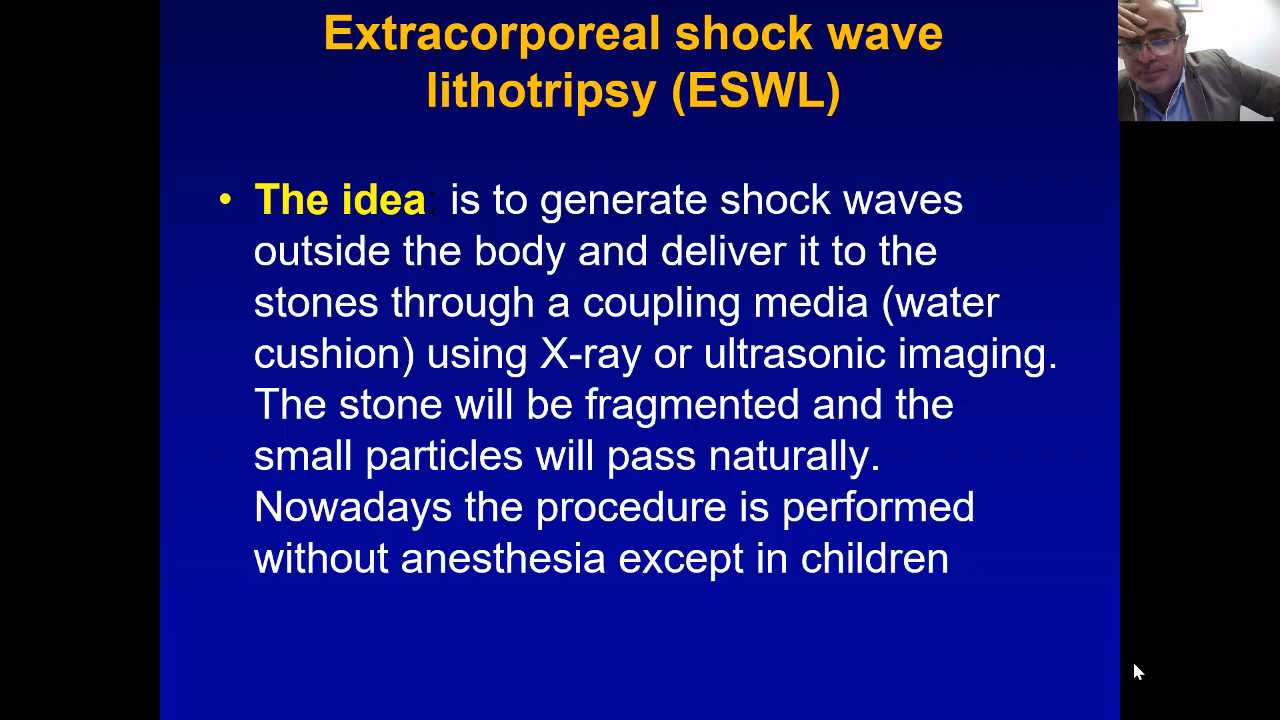 Extracorporeal shock wave
lithotripsy (ESWL)
• The idea: is to generate shock waves
outside the body and deliver it to the
stones through a coupling media (water
cushion) using X-ray or ultrasonic imaging.
The stone will be fragmented and the
small particles will pass naturally.
Nowadays the procedure is performed
without anesthesia except in children